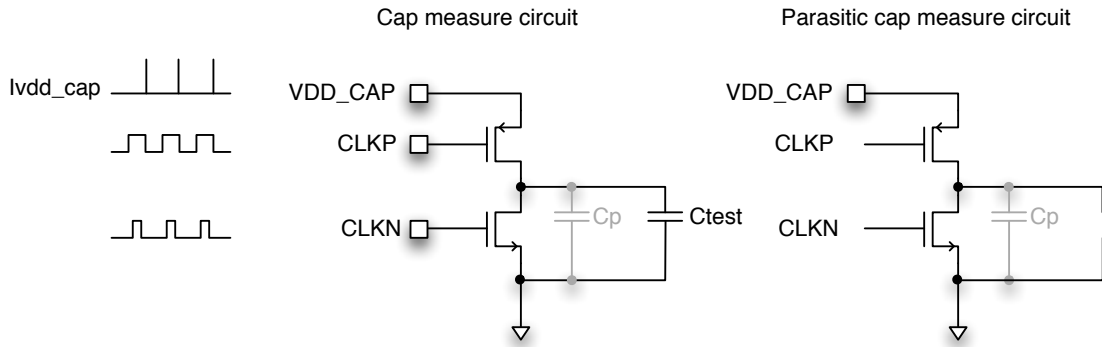 Cap measure circuit
Parasitic cap measure circuit
Ivdd_cap
VDD_CAP
VDD_CAP
CLKP
CLKP
CLKN
Cp
Ctest
CLKN
Cp